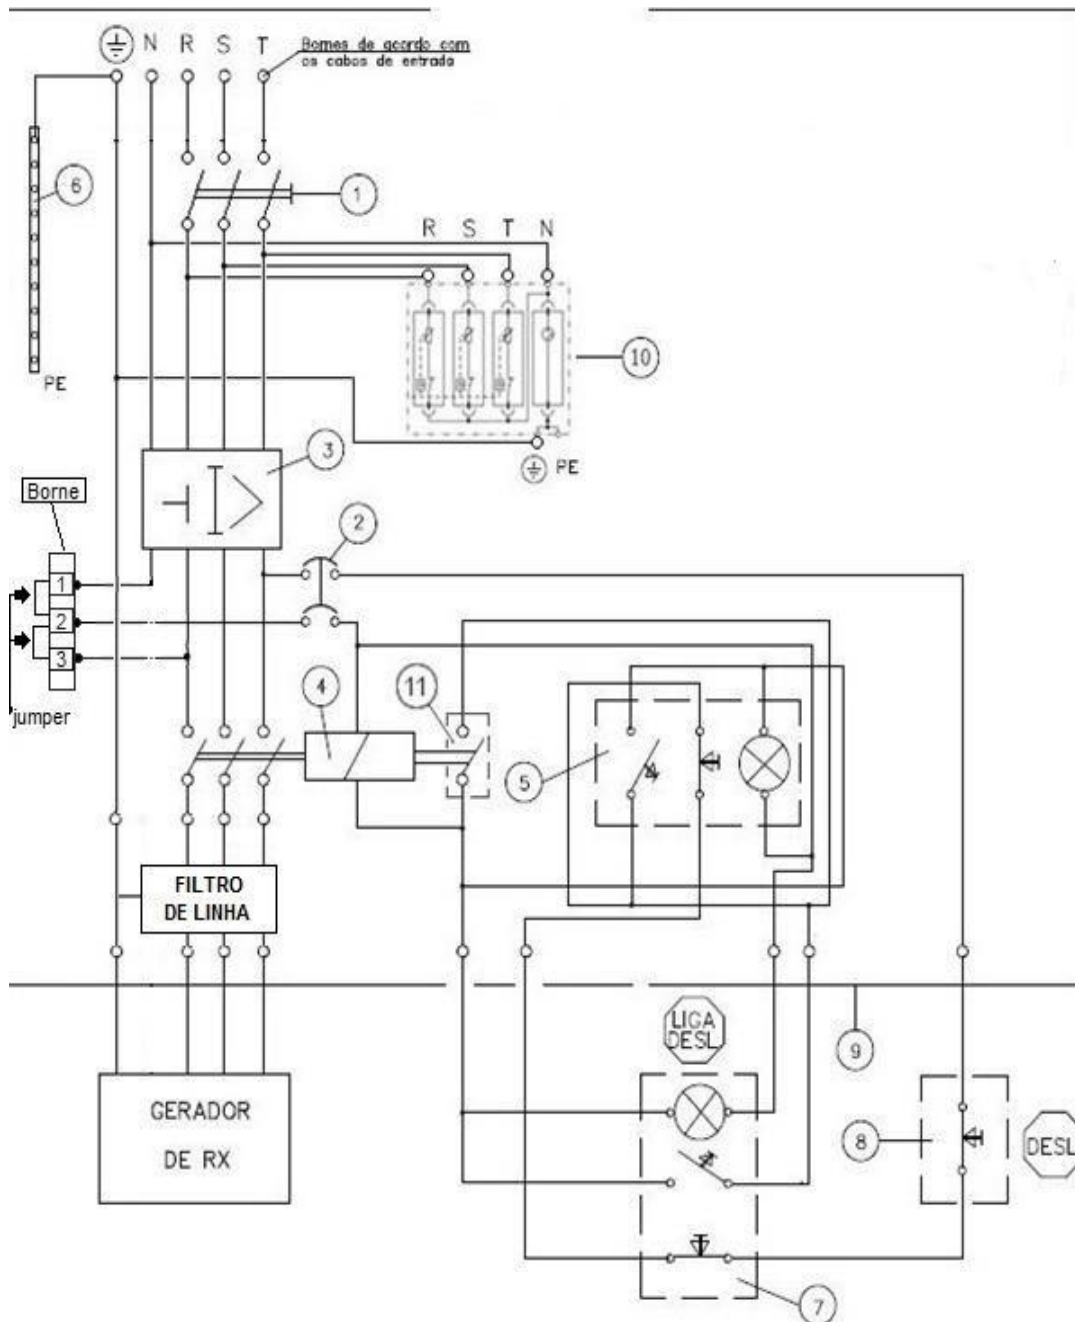 N R S T
Bornes de acordo com
os cabos de entrada
6
1
R S T N
10
PE
3
PE
Borne
2
1
2
3
4
11
jumper
5
FILTRO
DE LINHA
LIGA
DESL
9
GERADOR
DE RX
8
DESL
7